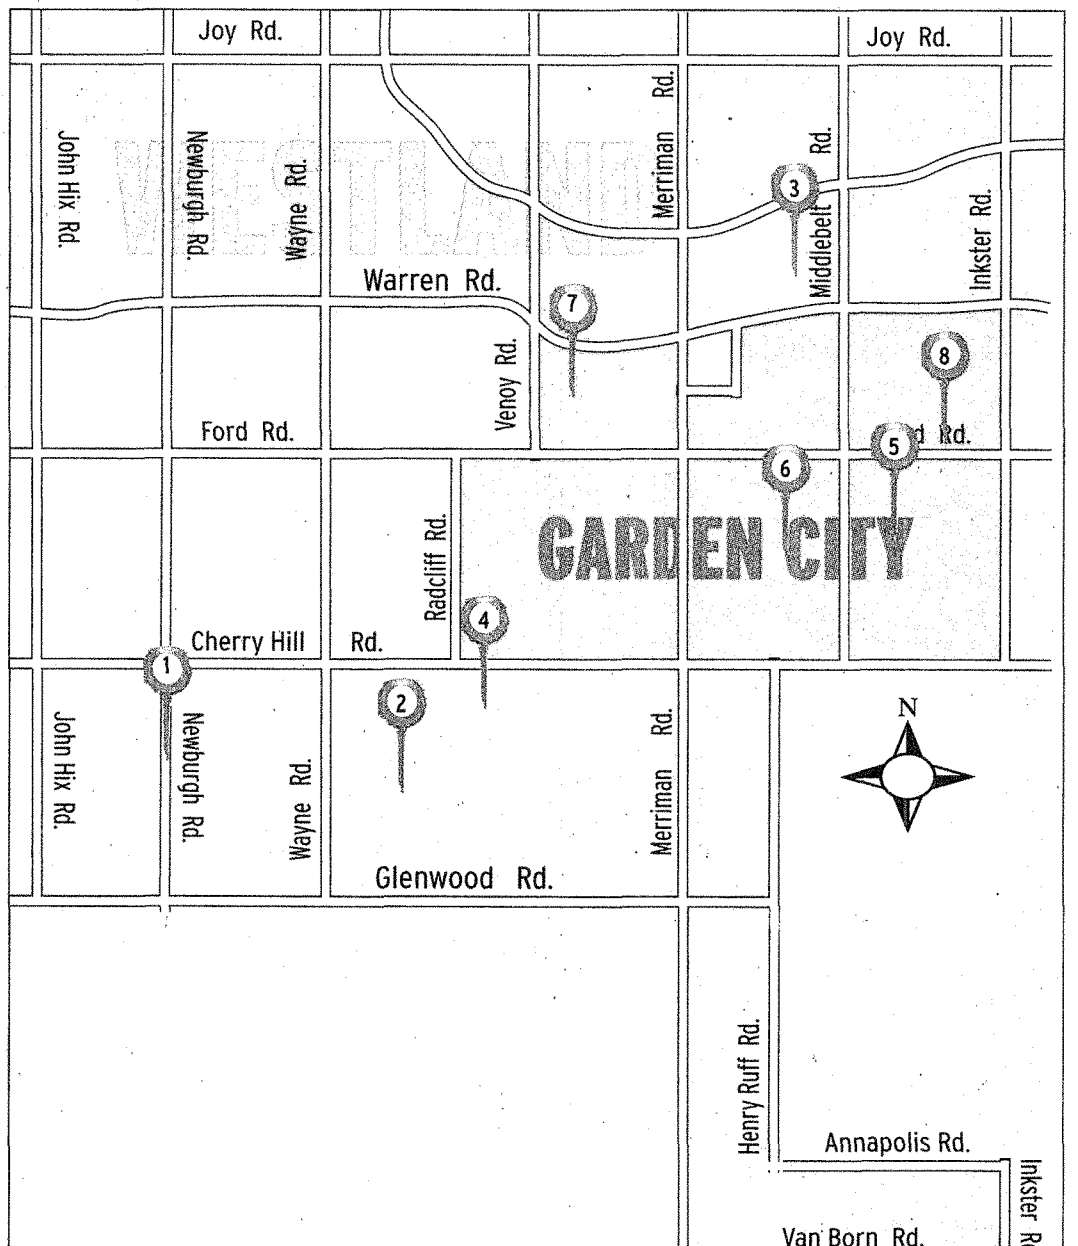 Joy Rd.
Joy Rd.
John Hix Rd.
Newburgh Rd.
Wayne Rd.
Merriman Rd.
Middlebelt Rd.
Inkster Rd.
WESTLAND
3
Warren Rd.
7
Venoy Rd.
8
Ford Rd.
d Rd.
5
6
Radcliff Rd.
GARDEN CITY
4
Cherry Hill Rd.
1
2
John Hix Rd.
Newburgh Rd.
Wayne Rd.
Merriman Rd.
N
Glenwood Rd.
Henry Ruff Rd.
Annapolis Rd.
Inkster R
Van Born Rd.